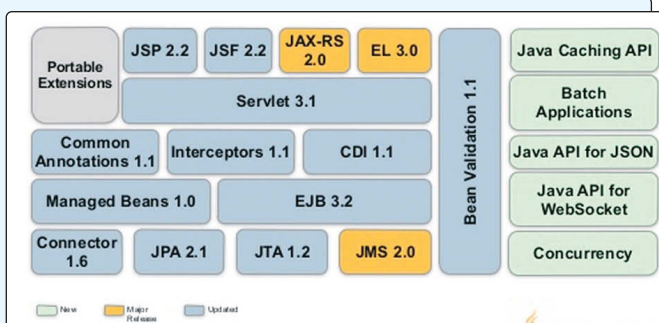 Portable
Extensions
JSP 2.2
JSF 2.2
JAX-RS
2.0
EL 3.0
Servlet 3.1
Common
Annotations 1.1
Interceptors 1.1
CDI 1.1
Managed Beans 1.0
EJB 3.2
Connector
1.6
JPA 2.1
JTA 1.2
JMS 2.0
Bean Validation 1.1
Java Caching API
Batch
Applications
Java API for JSON
Java API for
WebSocket
Concurrency
New
Major
Release
Updated